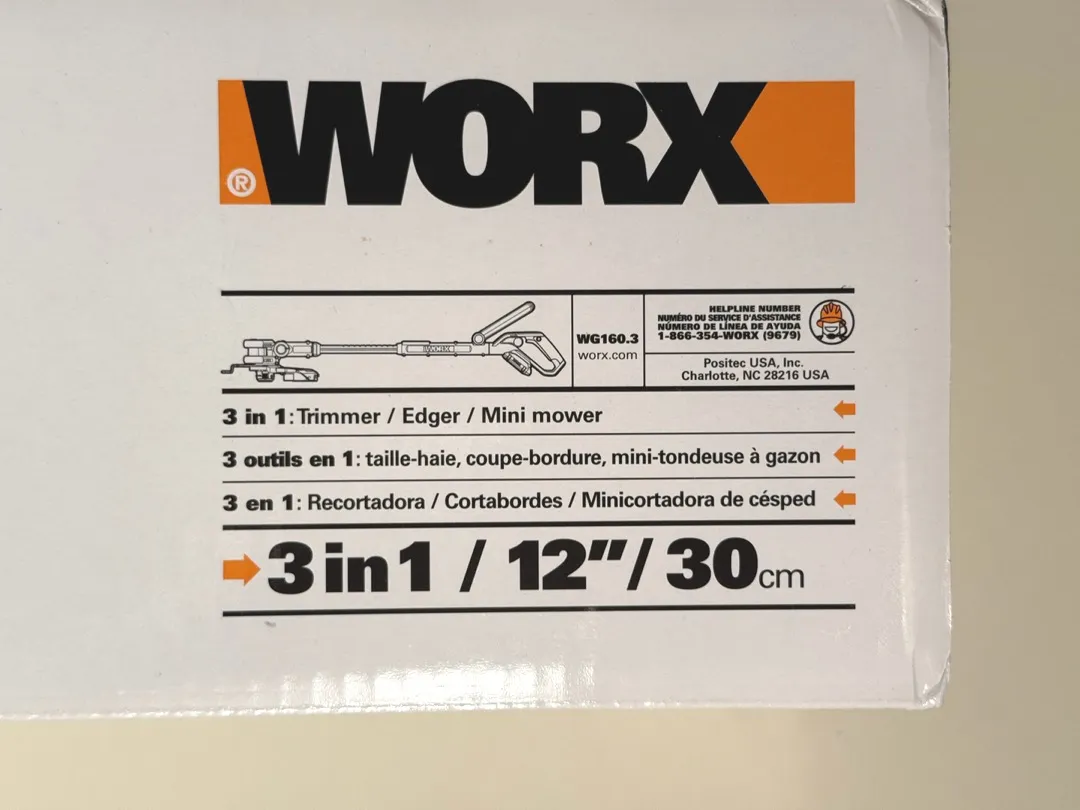 WORX
®
WORX
WG160.3
worx.com
HELPLINE NUMBER
NUMÉRO DU SERVICE D'ASSISTANCE
NÚMERO DE LÍNEA DE AYUDA
1-866-354-WORX (9679)
Positec USA, Inc.
Charlotte, NC 28216 USA
3 in 1: Trimmer / Edger / Mini mower
3 outils en 1: taille-haie, coupe-bordure, mini-tondeuse à gazon
3 en 1: Recortadora / Cortabordes / Minicortadora de césped
3 in 1 / 12″/ 30cm